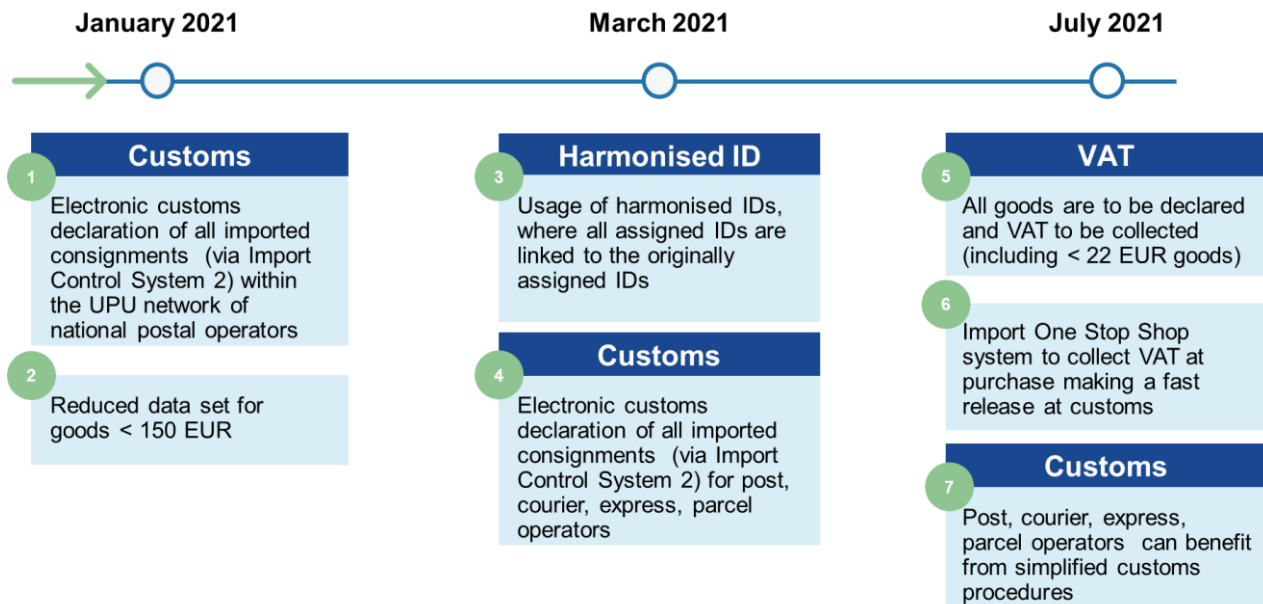 January 2021
March 2021
July 2021
Customs
1
Electronic customs
declaration of all imported
consignments (via Import
Control System 2) within
the UPU network of
national postal operators
2
Reduced data set for
goods < 150 EUR
Harmonised ID
3
Usage of harmonised IDs,
where all assigned IDs are
linked to the originally
assigned IDs
Customs
4
Electronic customs
declaration of all imported
consignments (via Import
Control System 2) for post,
courier, express, parcel
operators
VAT
5
All goods are to be declared
and VAT to be collected
(including < 22 EUR goods)
6
Import One Stop Shop
system to collect VAT at
purchase making a fast
release at customs
Customs
7
Post, courier, express,
parcel operators can benefit
from simplified customs
procedures